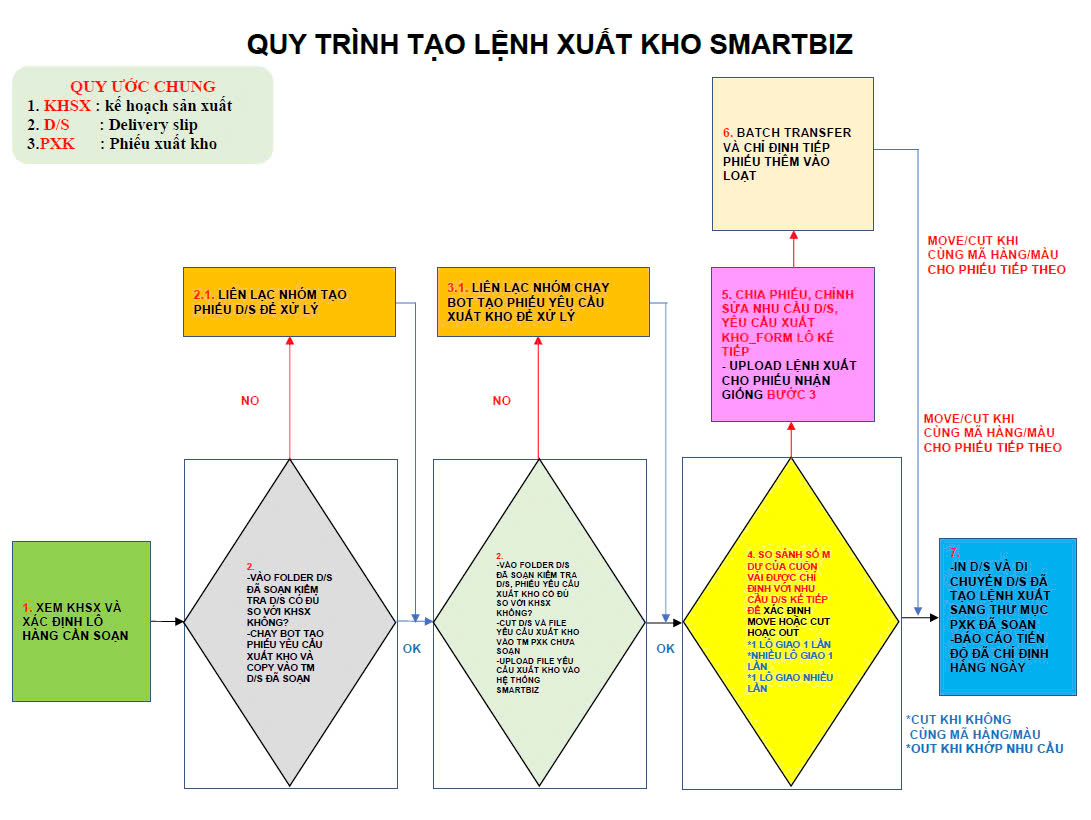 QUY TRÌNH TẠO LỆNH XUẤT KHO SMARTBIZ
QUY ƯỚC CHUNG
1. KHSX : kế hoạch sản xuất
2. D/S : Delivery slip
3.PXK : Phiếu xuất kho
1. XEM KHSX VÀ
XÁC ĐỊNH LÔ
HÀNG CẦN SOẠN
2.1. LIÊN LẠC NHÓM TẠO
PHIẾU D/S ĐỂ XỬ LÝ
NO
2.
-VÀO FOLDER D/S
ĐÃ SOẠN KIỂM
TRA D/S CÓ ĐỦ
SO VỚI KHSX
KHÔNG?
-CHẠY BOT TẠO
PHIẾU YÊU CẦU
XUẤT KHO VÀ
COPY VÀO TM
D/S ĐÃ SOẠN
OK
3.1. LIÊN LẠC NHÓM CHẠY
BOT TẠO PHIẾU YÊU CẦU
XUẤT KHO ĐỂ XỬ LÝ
NO
2.
-VÀO FOLDER D/S
ĐÃ SOẠN KIỂM TRA
D/S, PHIẾU YÊU CẦU
XUẤT KHO CÓ ĐỦ
SO VỚI KHSX
KHÔNG?
-CUT D/S VÀ FILE
YÊU CẦU XUẤT KHO
VÀO TM PXK CHƯA
SOẠN
-UPLOAD FILE YÊU
CẦU XUẤT KHO VÀO
HỆ THỐNG
SMARTBIZ
OK
4. SO SÁNH SỐ M
DỰ CỦA CUỘN
VẢI ĐƯỢC CHỈ
ĐỊNH VỚI NHU
CẦU D/S KẾ TIẾP
ĐỂ XÁC ĐỊNH
MOVE HOẶC CUT
HOẶC OUT
*1 LÔ GIAO 1 LẦN
*NHIỀU LÔ GIAO 1
LẦN
*1 LÔ GIAO NHIỀU
LẦN
5. CHIA PHIẾU, CHỈNH
SỬA NHU CẦU D/S,
YÊU CẦU XUẤT
KHO_FORM LÔ KẾ
TIẾP
- UPLOAD LỆNH XUẤT
CHO PHIẾU NHẬN
GIỐNG BƯỚC 3
6. BATCH TRANSFER
VÀ CHỈ ĐỊNH TIẾP
PHIẾU THÊM VÀO
LOẠT
MOVE/CUT KHI
CÙNG MÃ HÀNG/MÀU
CHO PHIẾU TIẾP THEO
MOVE/CUT KHI
CÙNG MÃ HÀNG/MÀU
CHO PHIẾU TIẾP THEO
7.
-IN D/S VÀ DI
CHUYỂN D/S ĐÃ
TẠO LỆNH XUẤT
SANG THƯ MỤC
PXK ĐÃ SOẠN
-BÁO CÁO TIẾN
ĐỘ ĐÃ CHỈ ĐỊNH
HÀNG NGÀY
*CUT KHI KHÔNG
CÙNG MÃ HÀNG/MÀU
*OUT KHI KHỚP NHU CẦU